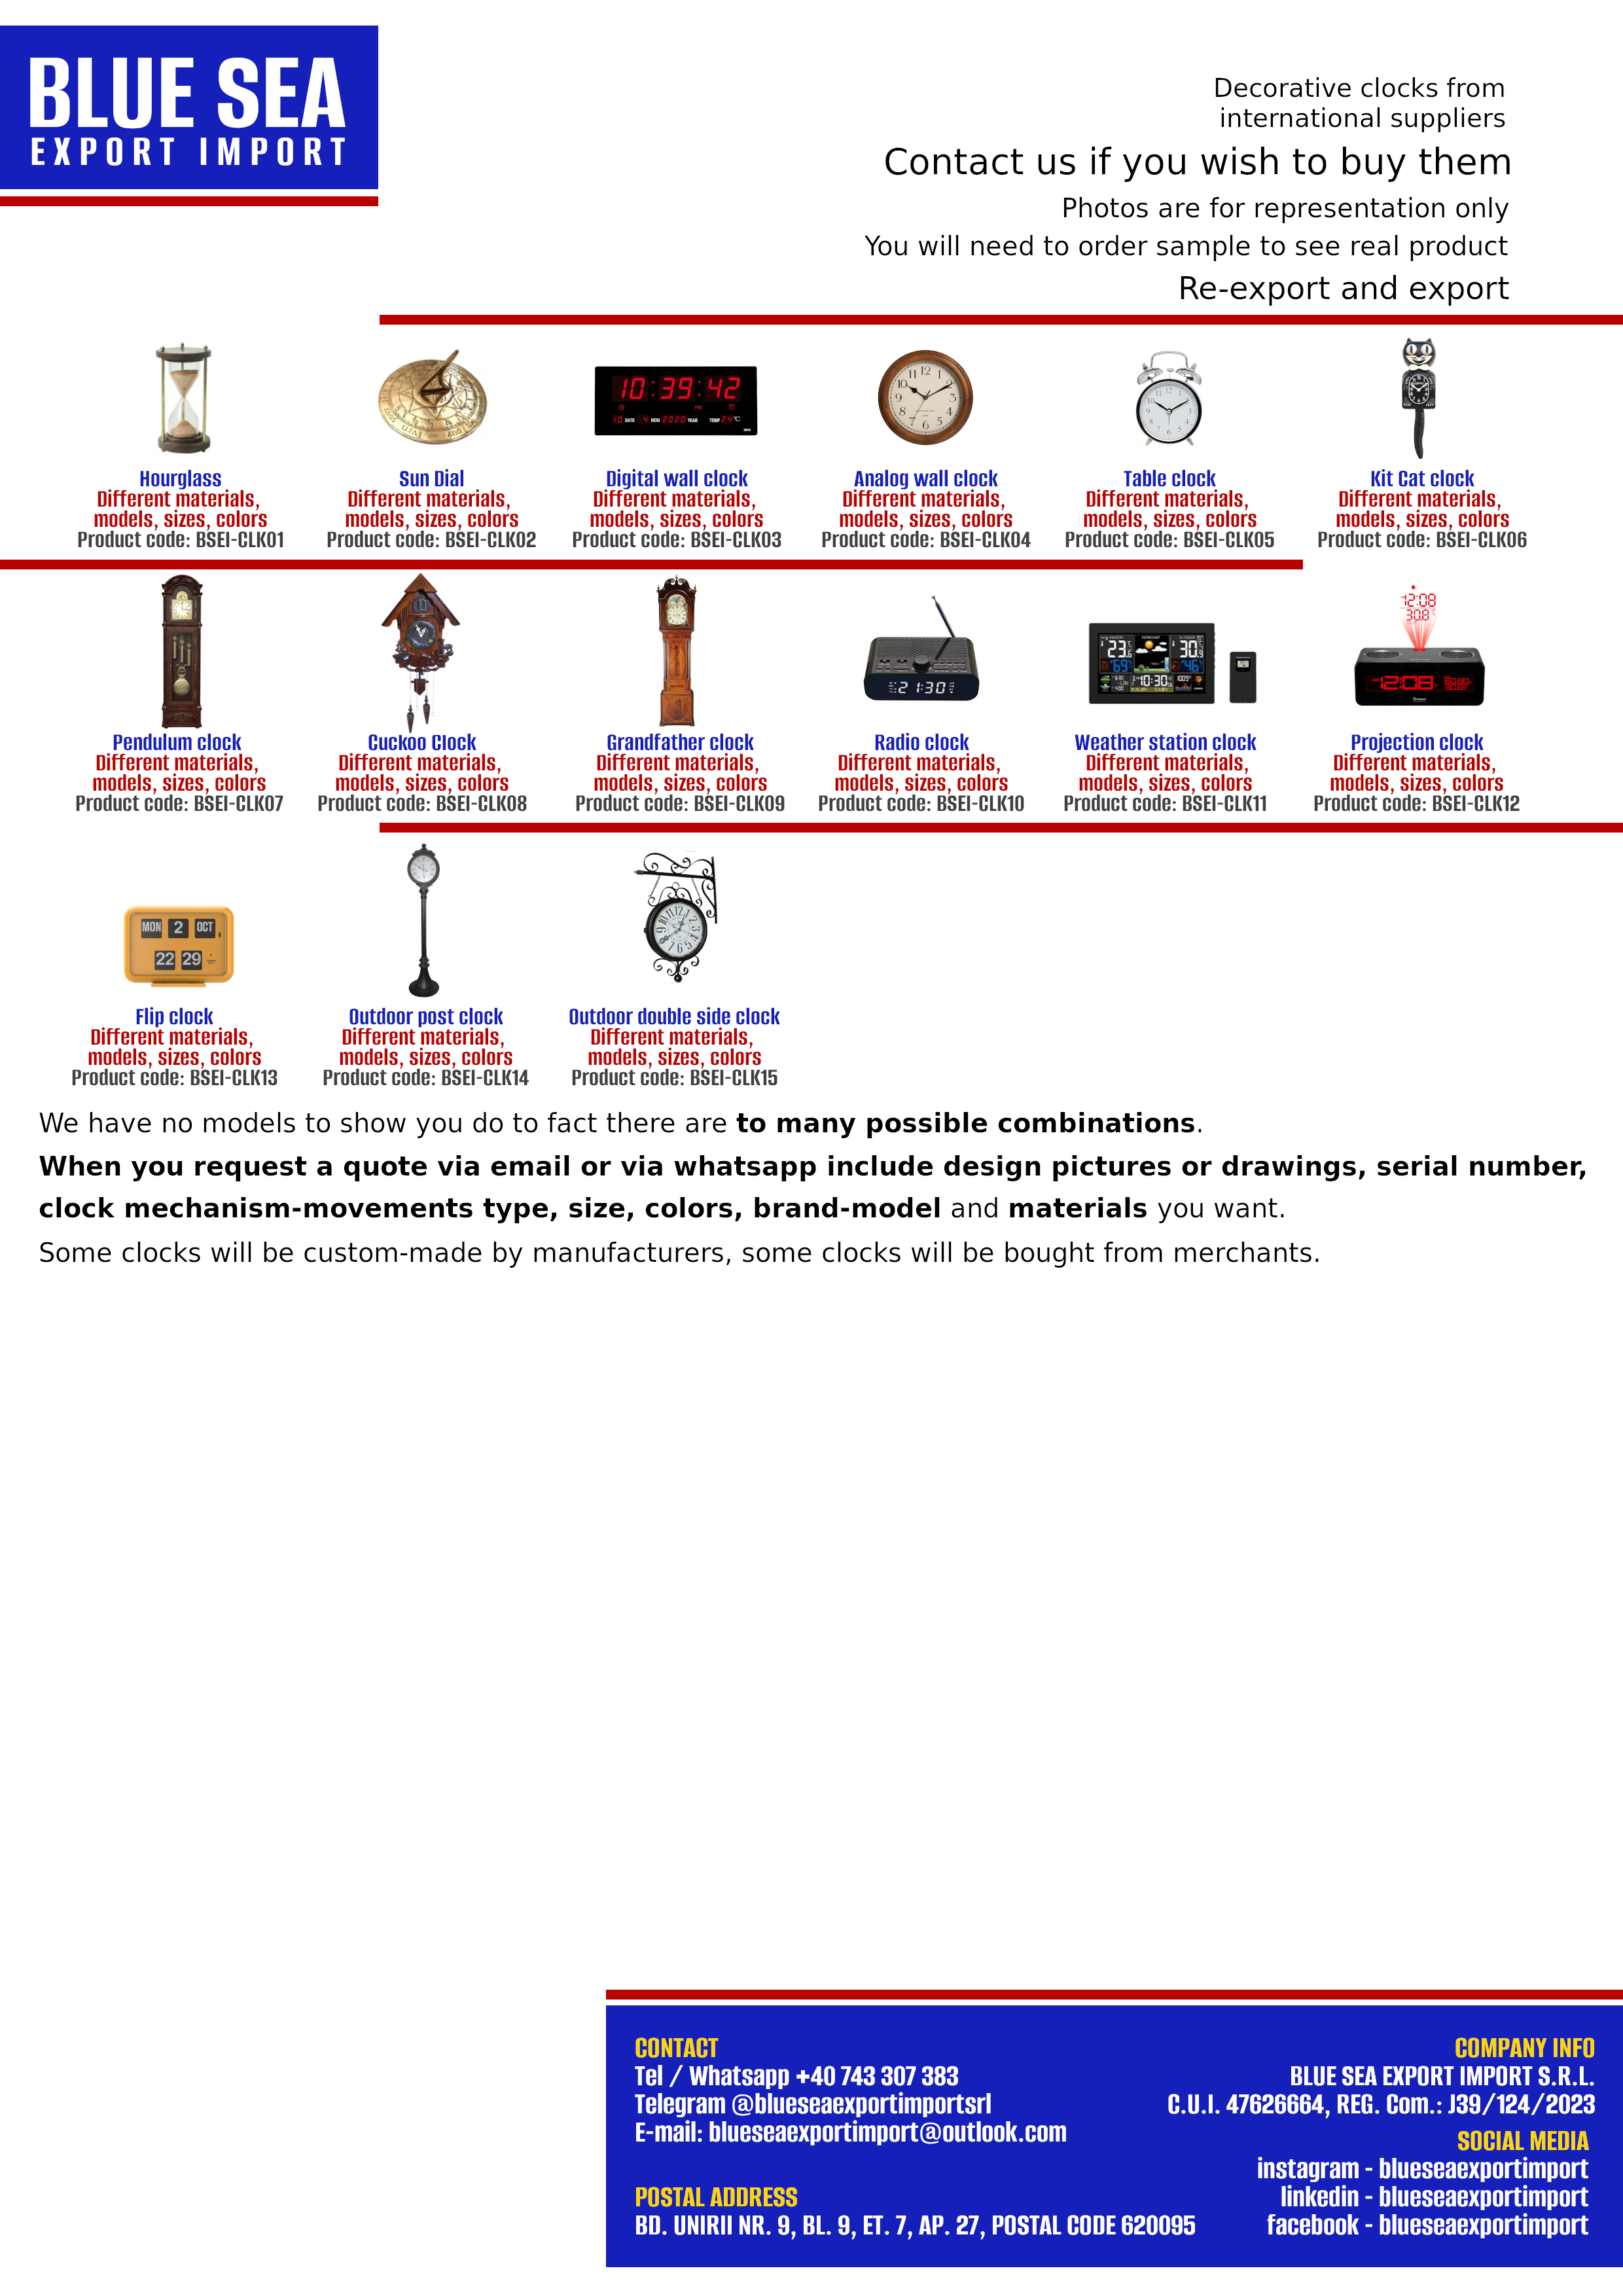 BLUE SEA
EXPORT IMPORT
Decorative clocks from
international suppliers
Contact us if you wish to buy them
Photos are for representation only
You will need to order sample to see real product
Re-export and export
10:39:42
Hourglass
Different materials,
models, sizes, colors
Product code: BSEI-CLK01
Sun Dial
Different materials,
models, sizes, colors
Product code: BSEI-CLK02
Digital wall clock
Different materials,
models, sizes, colors
Product code: BSEI-CLK03
Analog wall clock
Different materials,
models, sizes, colors
Product code: BSEI-CLK04
Table clock
Different materials,
models, sizes, colors
Product code: BSEI-CLK05
Kit Cat clock
Different materials,
models, sizes, colors
Product code: BSEI-CLK06
21:30
10:30
12:08
Pendulum clock
Different materials,
models, sizes, colors
Product code: BSEI-CLK07
Cuckoo Clock
Different materials,
models, sizes, colors
Product code: BSEI-CLK08
Grandfather clock
Different materials,
models, sizes, colors
Product code: BSEI-CLK09
Radio clock
Different materials,
models, sizes, colors
Product code: BSEI-CLK10
Weather station clock
Different materials,
models, sizes, colors
Product code: BSEI-CLK11
Projection clock
Different materials,
models, sizes, colors
Product code: BSEI-CLK12
MON 2 OCT
22 29
Flip clock
Different materials,
models, sizes, colors
Product code: BSEI-CLK13
Outdoor post clock
Different materials,
models, sizes, colors
Product code: BSEI-CLK14
Outdoor double side clock
Different materials,
models, sizes, colors
Product code: BSEI-CLK15
We have no models to show you do to fact there are to many possible combinations.
When you request a quote via email or via whatsapp include design pictures or drawings, serial number,
clock mechanism-movements type, size, colors, brand-model and materials you want.
Some clocks will be custom-made by manufacturers, some clocks will be bought from merchants.
CONTACT
Tel / Whatsapp +40 743 307 383
Telegram @blueseaexportimportsrl
E-mail: blueseaexportimport@outlook.com
POSTAL ADDRESS
BD. UNIRII NR. 9, BL. 9, ET. 7, AP. 27, POSTAL CODE 620095
COMPANY INFO
BLUE SEA EXPORT IMPORT S.R.L.
C.U.I. 47626664, REG. Com.: J39/124/2023
SOCIAL MEDIA
instagram - blueseaexportimport
linkedin - blueseaexportimport
facebook - blueseaexportimport